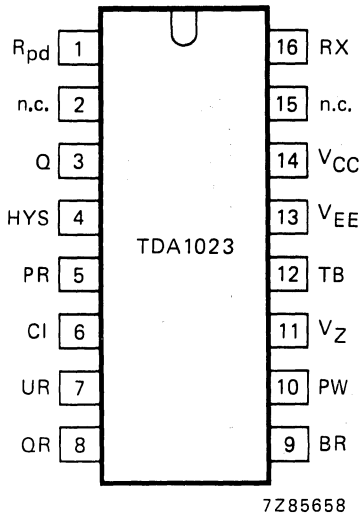 Rpd 1 16 RX
n.c. 2 15 n.c.
Q 3 14 VCC
HYS 4 13 VEE
TDA1023
PR 5 12 TB
CI 6 11 VZ
UR 7 10 PW
QR 8 9 BR
7Z85658